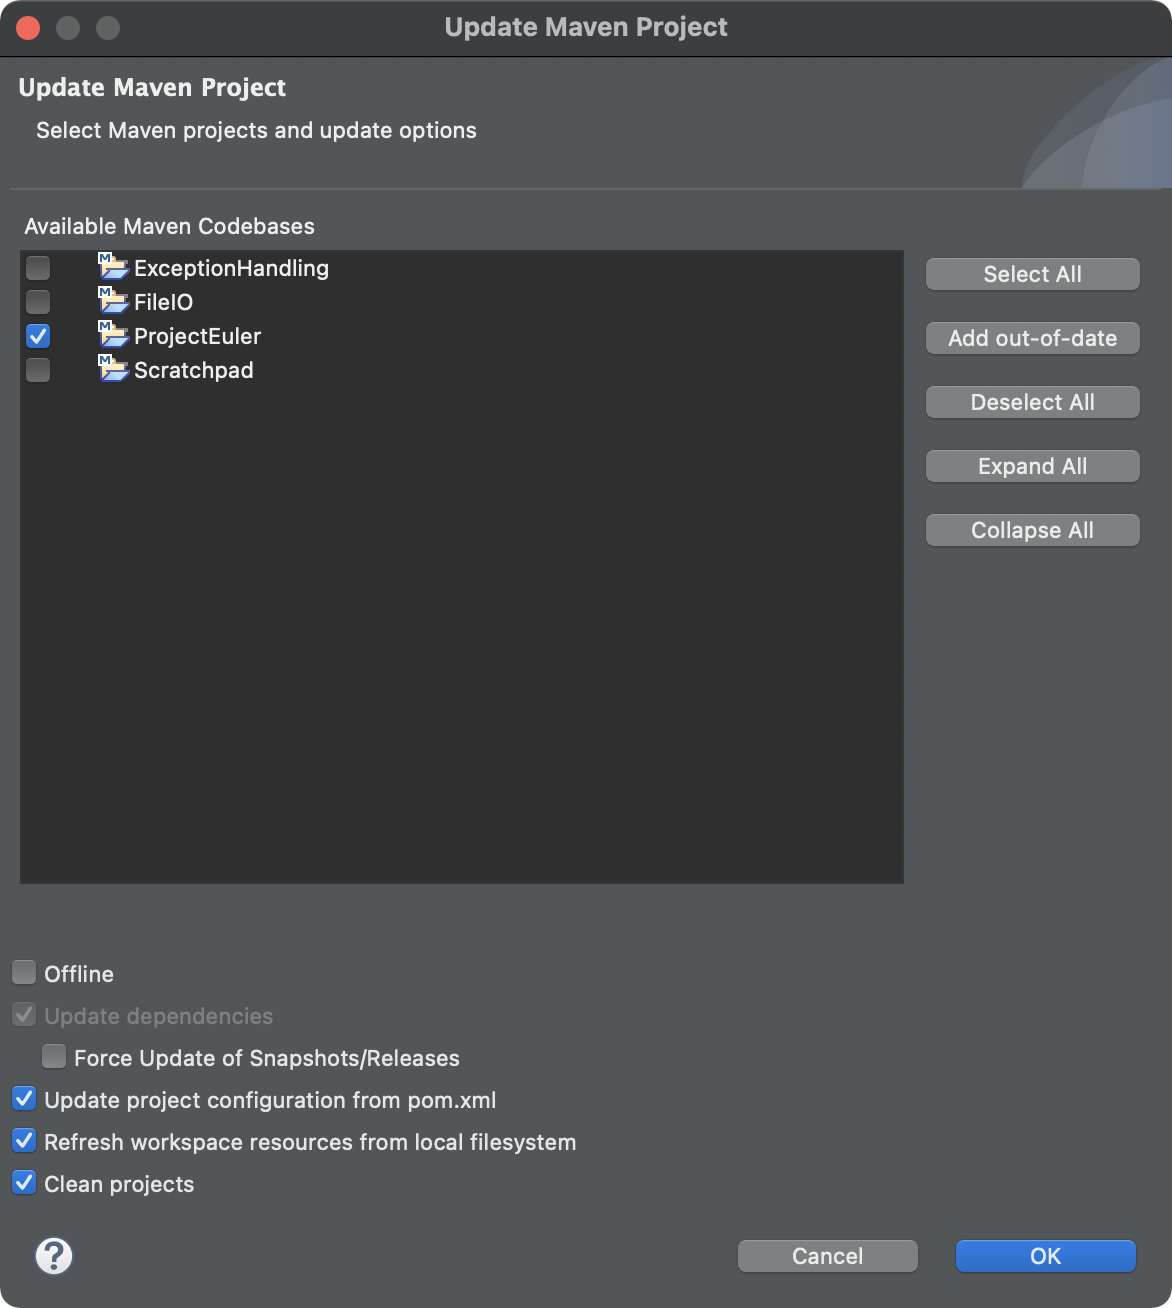 Update Maven Project
Update Maven Project
Select Maven projects and update options
Available Maven Codebases
M ExceptionHandling
M FileIO
M ProjectEuler
M Scratchpad
Select All
Add out-of-date
Deselect All
Expand All
Collapse All
Offline
Update dependencies
Force Update of Snapshots/Releases
Update project configuration from pom.xml
Refresh workspace resources from local filesystem
Clean projects
? Cancel OK